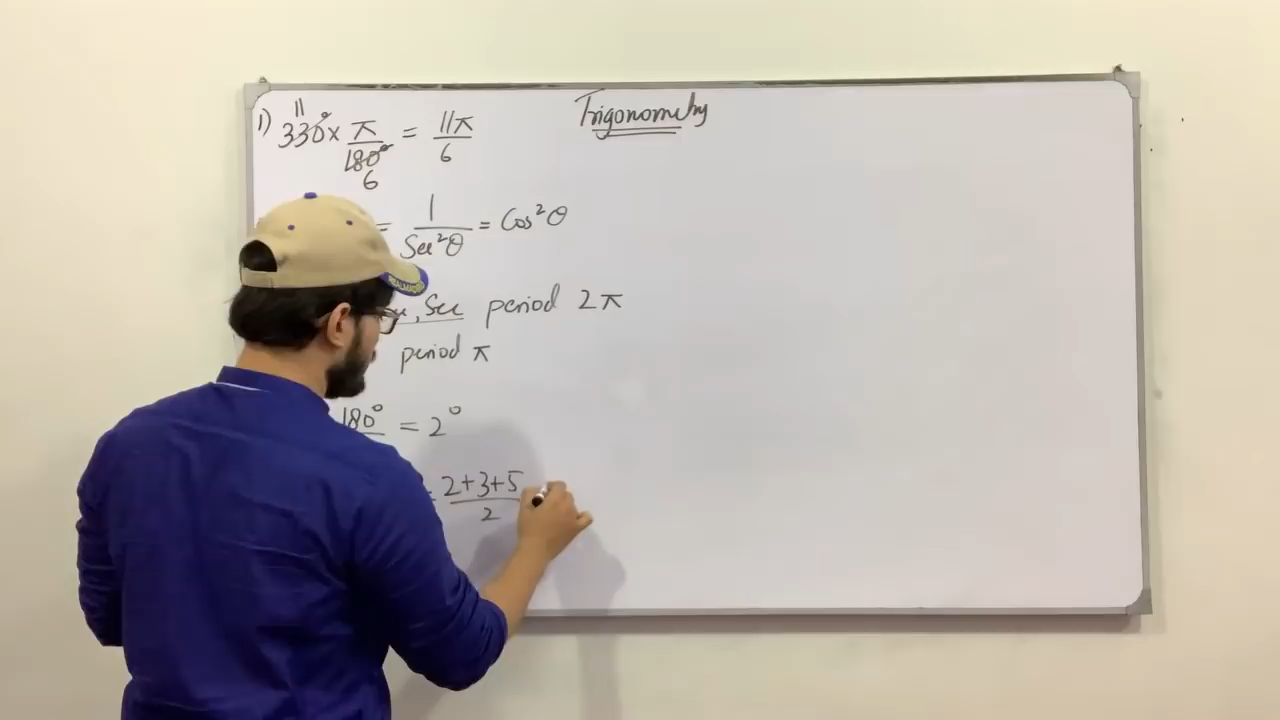 Trigonometry
1) 330° × π/180° = 11π/6
11
6
= 1/Sec²θ = Cos²θ
, Sec period 2π
period π
180° = 2°
2+3+5/2